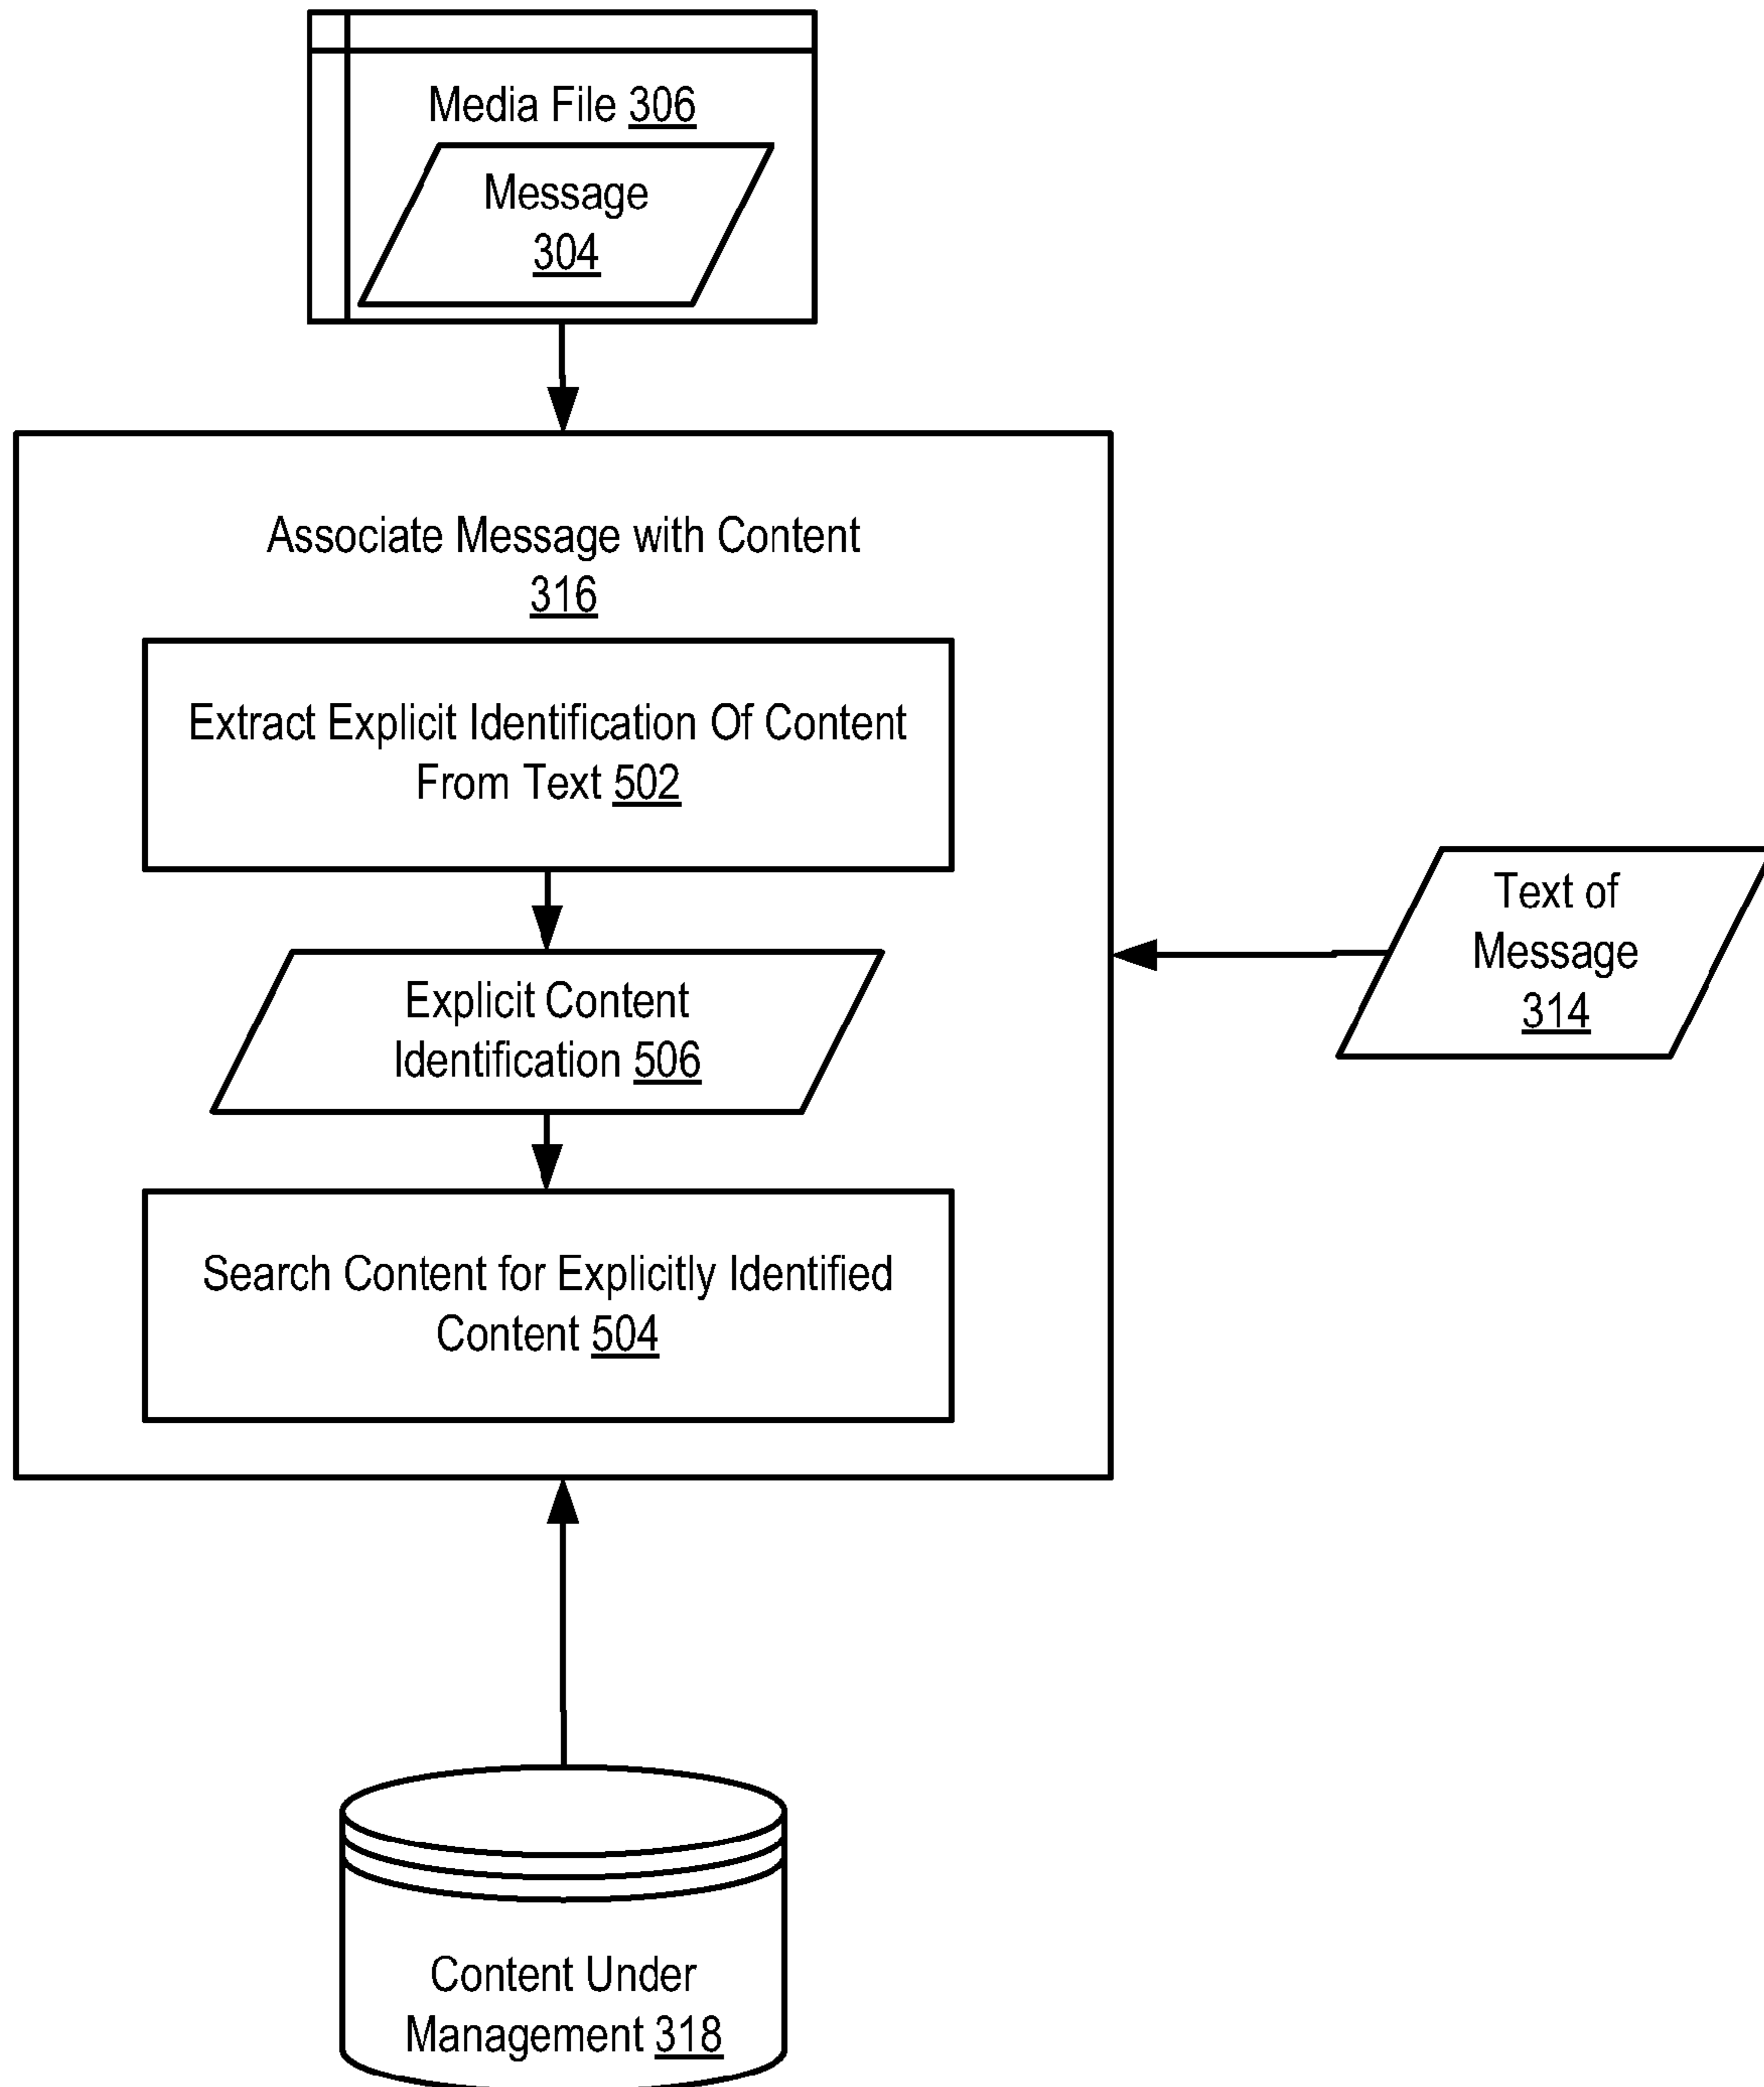 Media File 306
Message
304
Associate Message with Content
316
Extract Explicit Identification Of Content
From Text 502
Explicit Content
Identification 506
Search Content for Explicitly Identified
Content 504
Text of
Message
314
Content Under
Management 318